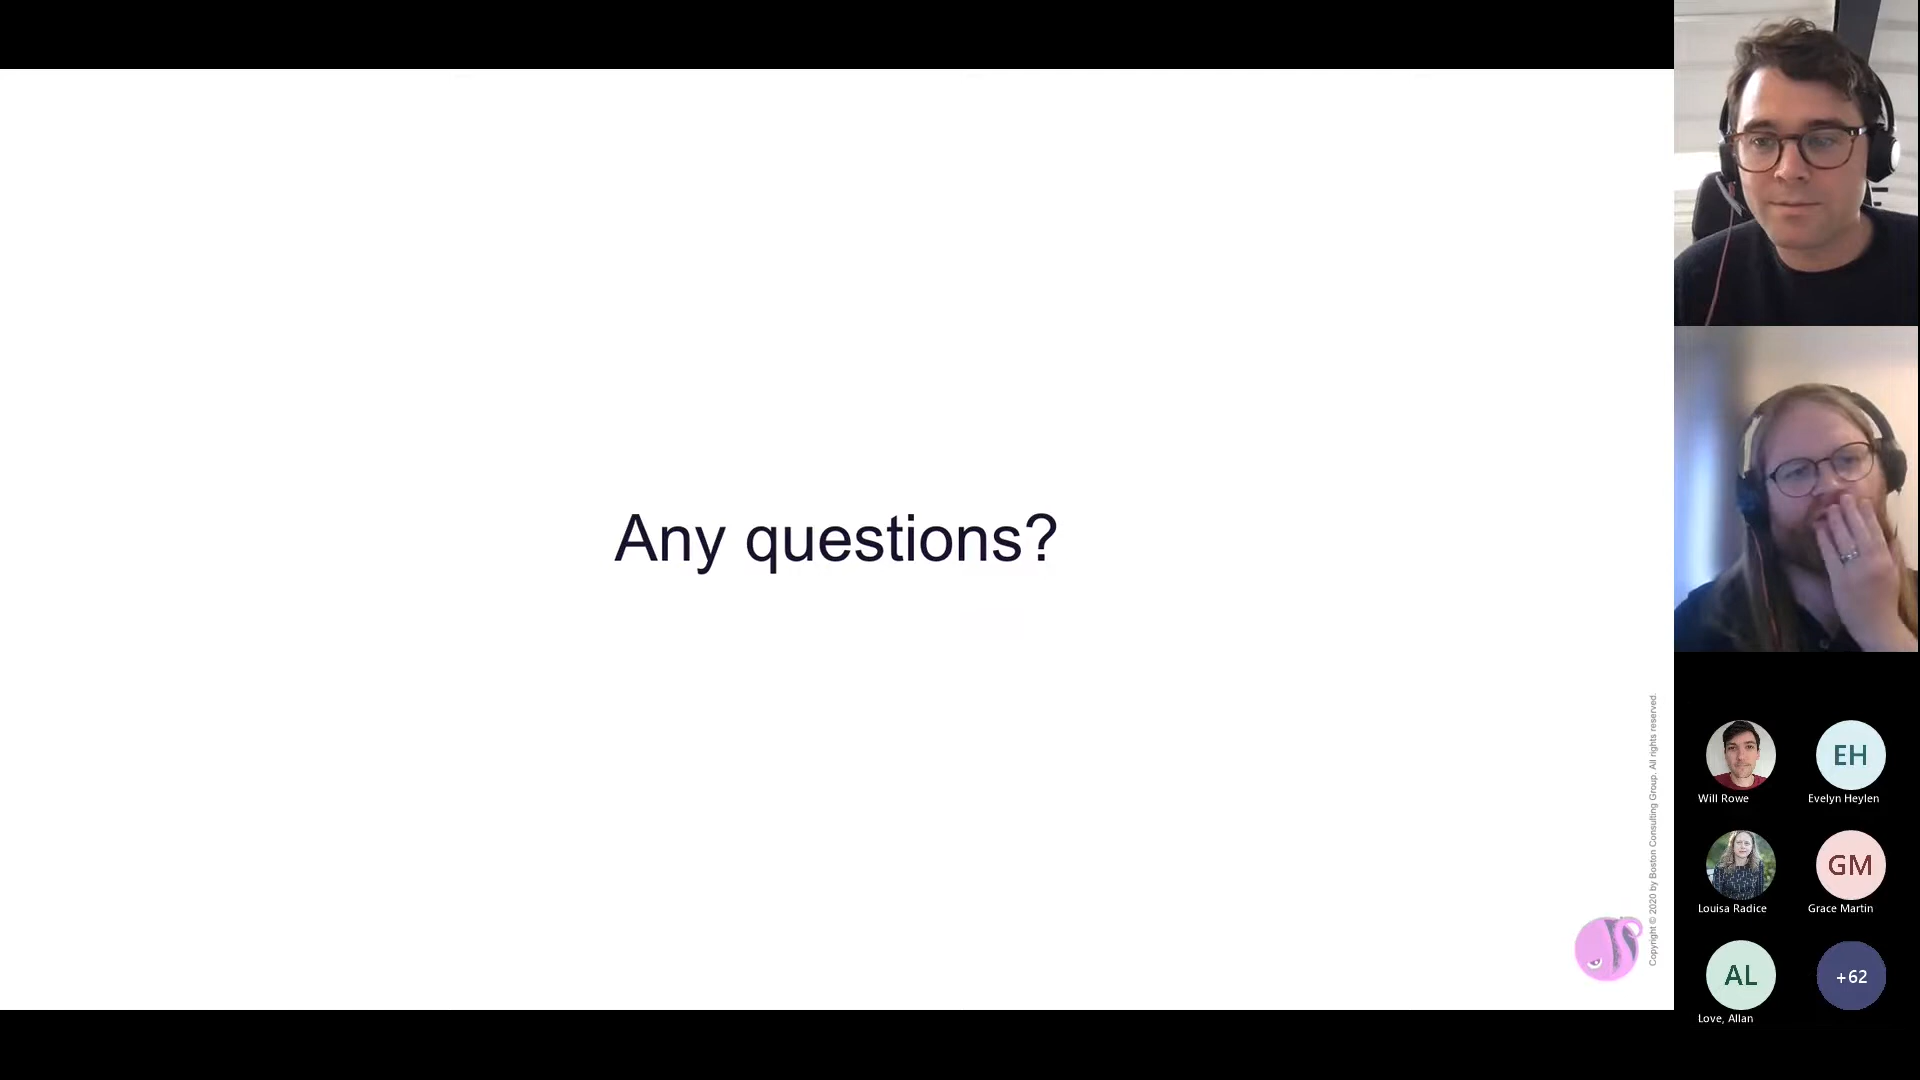 Any questions?
Copyright © 2020 by Boston Consulting Group. All rights reserved.
Will Rowe
EH
Evelyn Heylen
Louisa Radice
GM
Grace Martin
AL
Love, Allan
+62